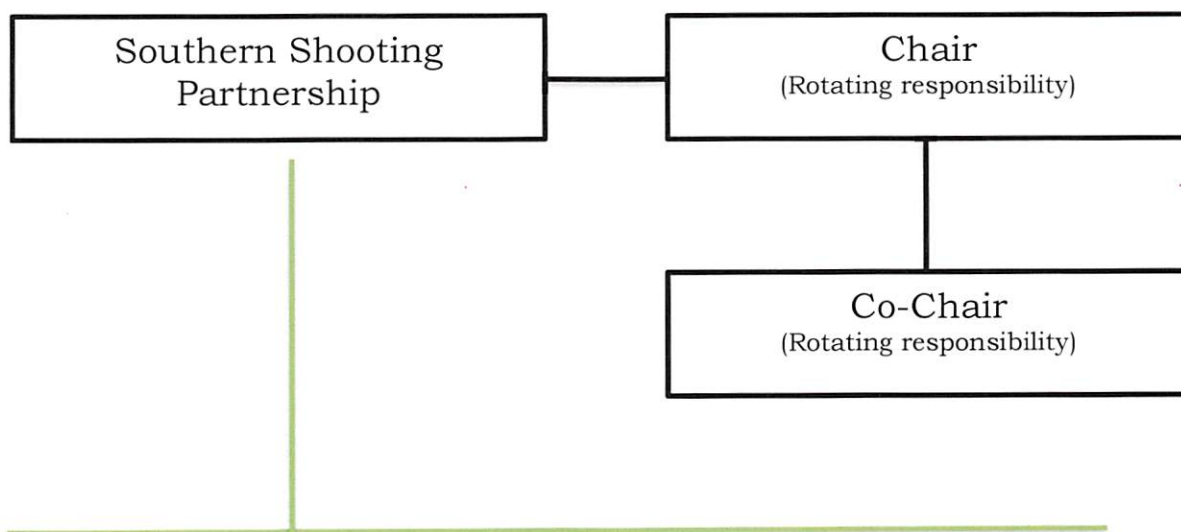 Southern Shooting
Partnership
Chair
(Rotating responsibility)
Co-Chair
(Rotating responsibility)